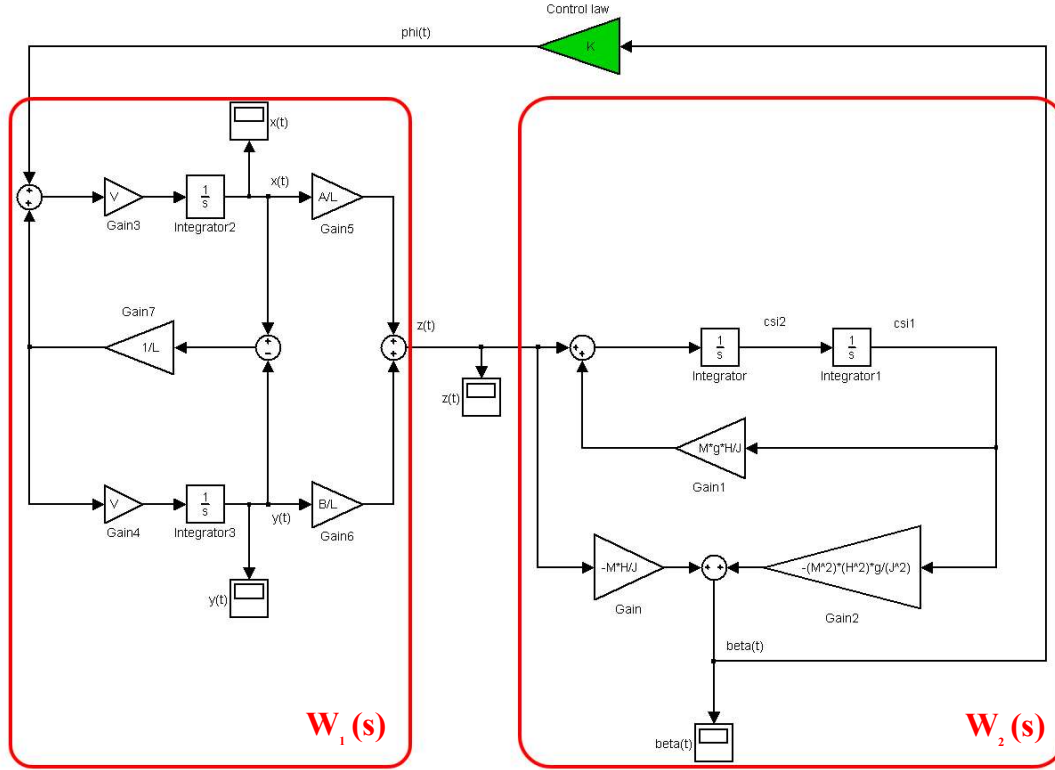 Control law
phi(t)
K
x(t)
x(t)
V
1
s
A/L
Gain3
Integrator2
Gain5
Gain7
1/L
z(t)
z(t)
csi2
csi1
1
s
1
s
Integrator
Integrator1
M*g*H/J
Gain1
V
1
s
B/L
Gain4
Integrator3
y(t)
Gain6
y(t)
-M*H/J
-(M^2)*(H^2)*g/(J^2)
Gain
Gain2
beta(t)
beta(t)
W1 (s)
W2 (s)